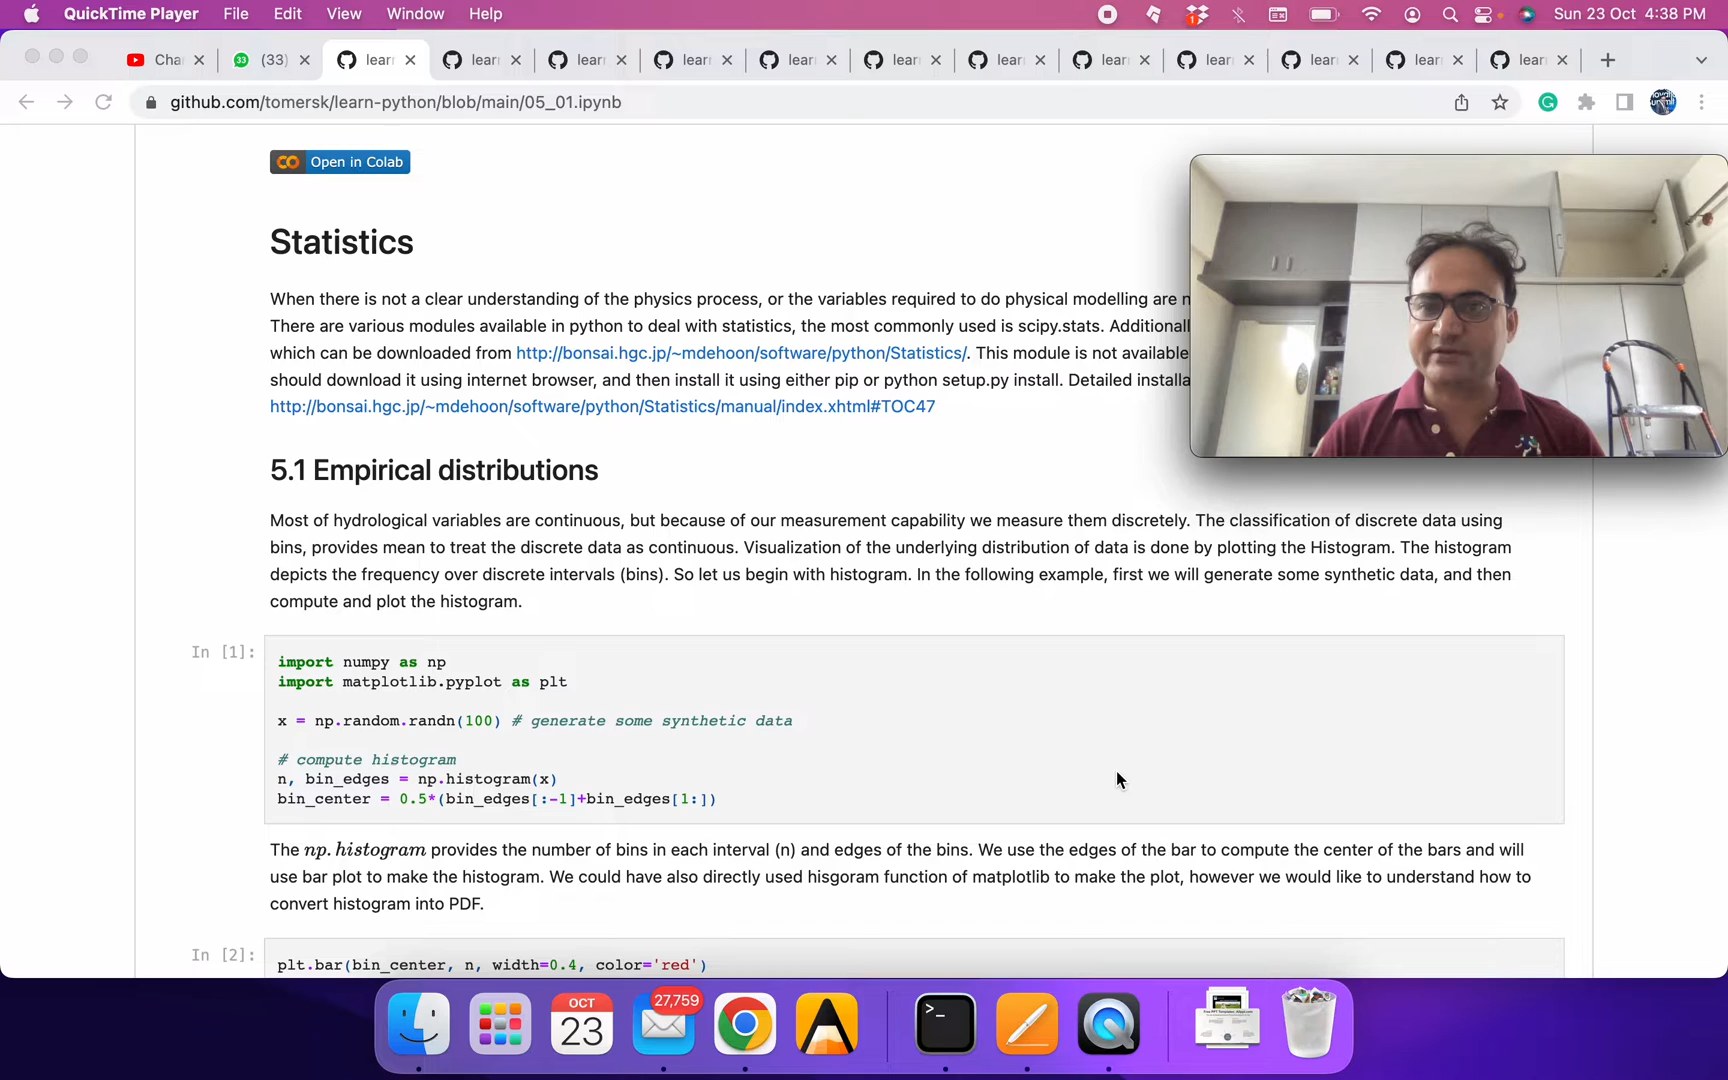 QuickTime Player File Edit View Window Help
1
Sun 23 Oct 4:38 PM
Cha
33 (33)
lear
lear
lear
lear
lear
lear
lear
lear
lear
lear
lear
lear
github.com/tomersk/learn-python/blob/main/05_01.ipynb
Open in Colab
Statistics
When there is not a clear understanding of the physics process, or the variables required to do physical modelling are n
There are various modules available in python to deal with statistics, the most commonly used is scipy.stats. Additionall
which can be downloaded from http://bonsai.hgc.jp/~mdehoon/software/python/Statistics/. This module is not available
should download it using internet browser, and then install it using either pip or python setup.py install. Detailed installa
http://bonsai.hgc.jp/~mdehoon/software/python/Statistics/manual/index.xhtml#TOC47
5.1 Empirical distributions
Most of hydrological variables are continuous, but because of our measurement capability we measure them discretely. The classification of discrete data using
bins, provides mean to treat the discrete data as continuous. Visualization of the underlying distribution of data is done by plotting the Histogram. The histogram
depicts the frequency over discrete intervals (bins). So let us begin with histogram. In the following example, first we will generate some synthetic data, and then
compute and plot the histogram.
In [1]:
import numpy as np
import matplotlib.pyplot as plt
x = np.random.randn(100) # generate some synthetic data
# compute histogram
n, bin_edges = np.histogram(x)
bin_center = 0.5*(bin_edges[:-1]+bin_edges[1:])
The np.histogram provides the number of bins in each interval (n) and edges of the bins. We use the edges of the bar to compute the center of the bars and will
use bar plot to make the histogram. We could have also directly used hisgoram function of matplotlib to make the plot, however we would like to understand how to
convert histogram into PDF.
In [2]:
plt.bar(bin_center, n, width=0.4, color='red')
OCT
23
27,759
>_